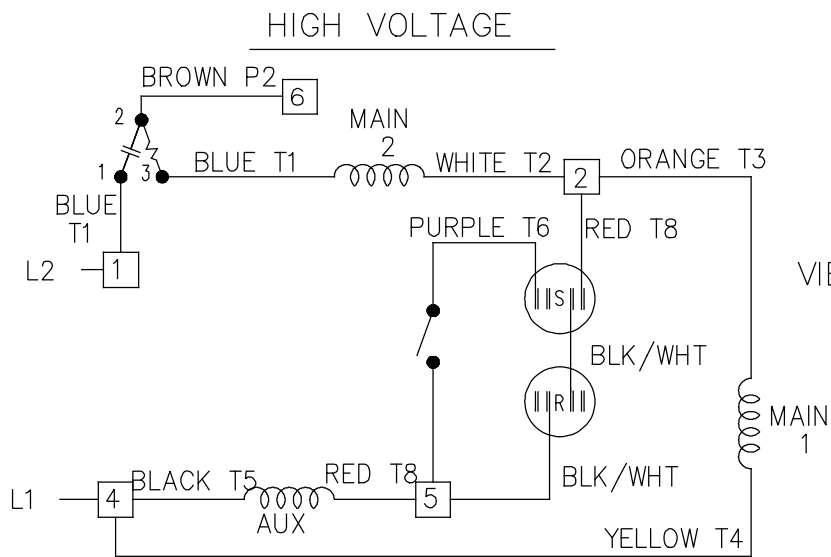 HIGH VOLTAGE
BROWN P2
6
2
MAIN
2
1
3
BLUE T1
WHITE T2
2
ORANGE T3
BLUE
T1
PURPLE T6
RED T8
L2
1
S
VIE
BLK/WHT
R
MAIN
1
L1
4
BLACK T5
RED T8
5
BLK/WHT
AUX
YELLOW T4